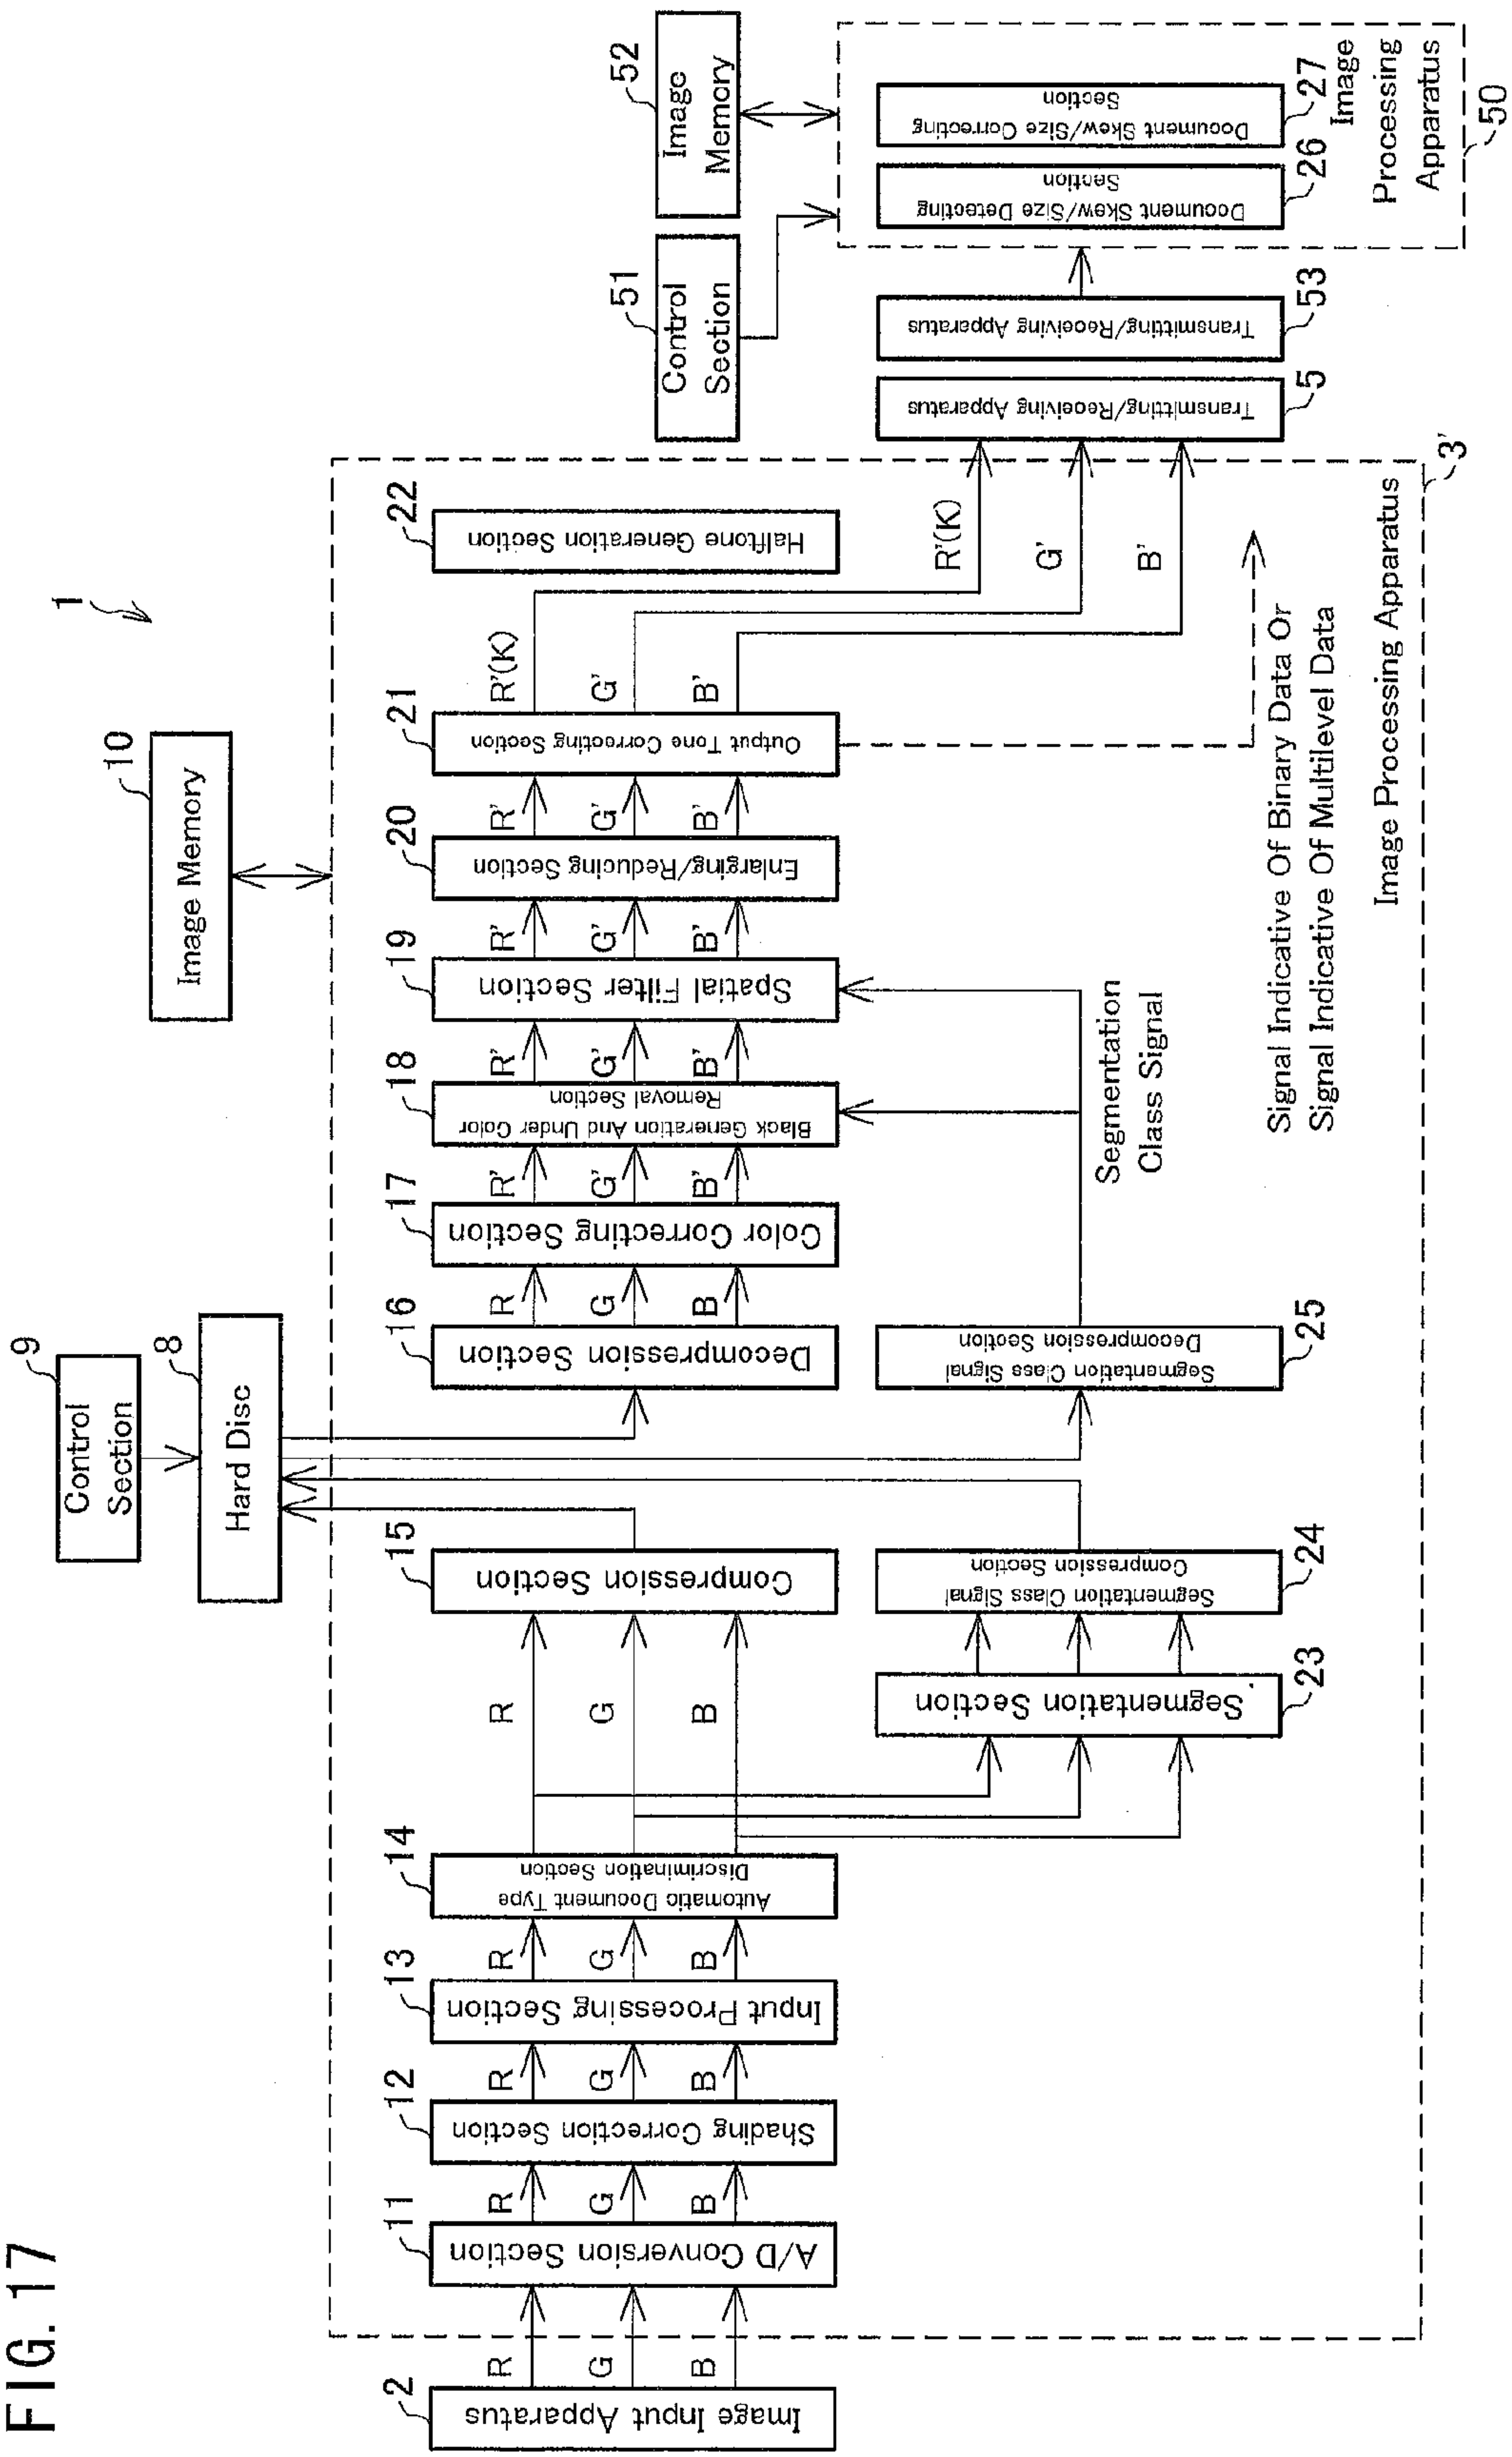 FIG. 17
1
9
Control
Section
8
Hard Disc
10
Image Memory
2
Image Input Apparatus
R
G
B
11
A/D Conversion Section
R
G
B
12
Shading Correction Section
R
G
B
13
Input Processing Section
R
G
B
14
Automatic Document Type
Discrimination Section
R
G
B
15
Compression Section
16
Decompression Section
R
G
B
17
Color Correcting Section
R'
G'
B'
18
Black Generation And Under Color
Removal Section
R'
G'
B'
19
Spatial Filter Section
R'
G'
B'
20
Enlarging/Reducing Section
R'
G'
B'
21
Output Tone Correcting Section
R'(K)
G'
B'
22
Halftone Generation Section
R'(K)
G'
B'
Segmentation Section
23
Segmentation Class Signal
Compression Section
24
Segmentation Class Signal
Decompression Section
25
Segmentation
Class Signal
Signal Indicative Of Binary Data Or
Signal Indicative Of Multilevel Data
Image Processing Apparatus
3'
51
Control
Section
52
Image
Memory
Transmitting/Receiving Apparatus
5
Transmitting/Receiving Apparatus
53
Document Skew/Size Detecting
Section
26
Document Skew/Size Correcting
Section
27
Image
Processing
Apparatus
50